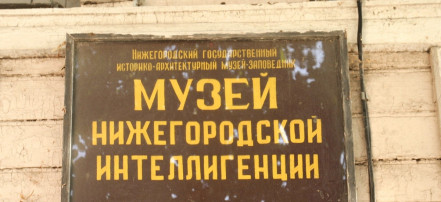 Нижегородский государственный
историко-архитектурный музей-заповедник
МУЗЕЙ
НИЖЕГОРОДСКОЙ
ИНТЕЛЛИГЕНЦИИ